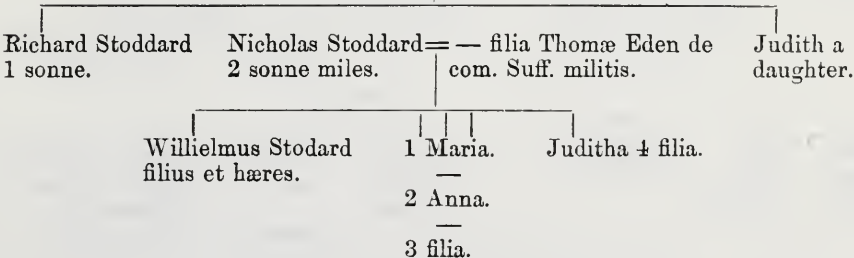 Richard Stoddard
1 sonne.
Nicholas Stoddard=— filia Thomæ Eden de
2 sonne miles. com. Suff. militis.
Judith a
daughter.
Willielmus Stodard
filius et hæres.
1 Maria.
—
2 Anna.
—
3 filia.
Juditha 4 filia.